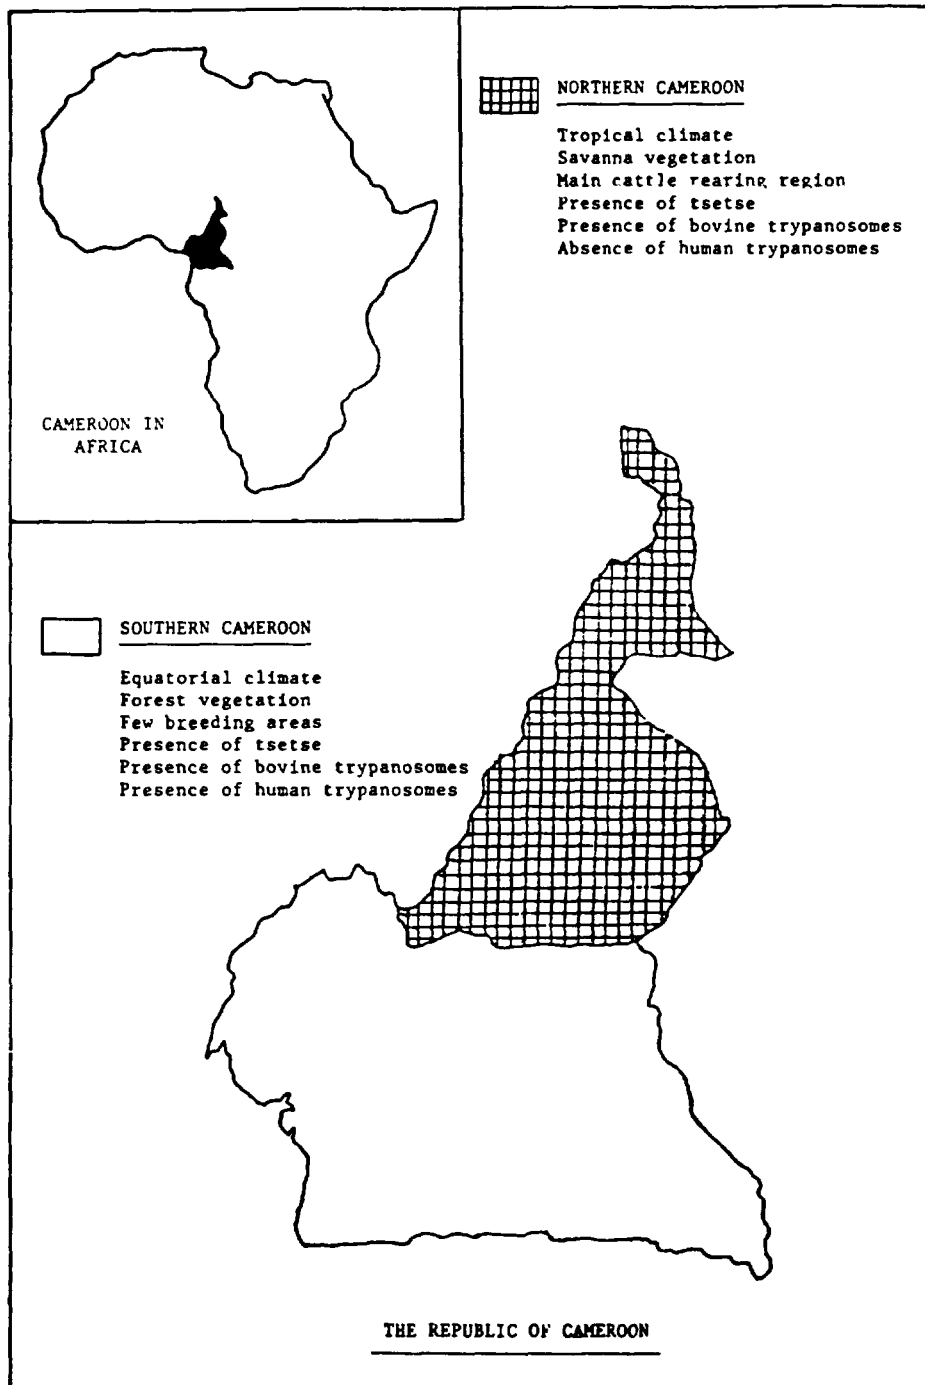 NORTHERN CAMEROON
Tropical climate
Savanna vegetation
Main cattle rearing region
Presence of tsetse
Presence of bovine trypanosomes
Absence of human trypanosomes
CAMEROON IN
AFRICA
SOUTHERN CAMEROON
Equatorial climate
Forest vegetation
Few breeding areas
Presence of tsetse
Presence of bovine trypanosomes
Presence of human trypanosomes
THE REPUBLIC OF CAMEROON